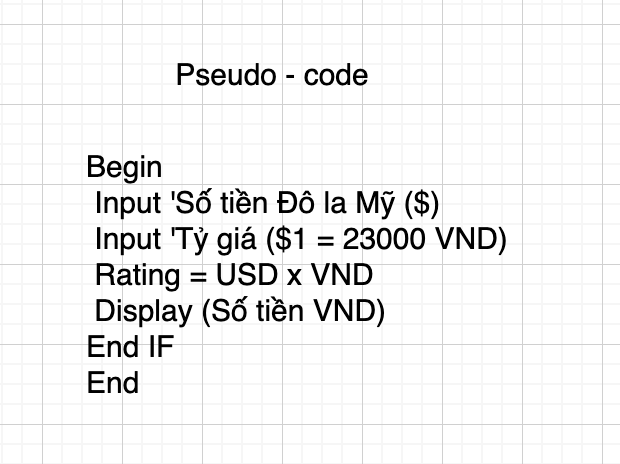 Pseudo - code
Begin
Input 'Số tiền Đô la Mỹ ($)
Input 'Tỷ giá ($1 = 23000 VND)
Rating = USD x VND
Display (Số tiền VND)
End IF
End